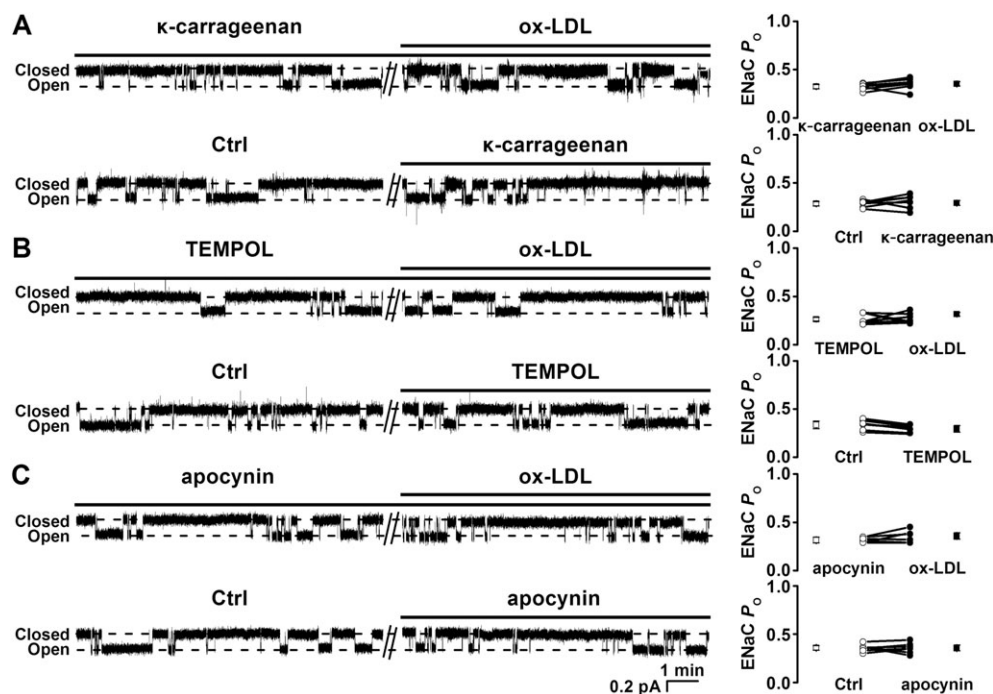 A
κ-carrageenan ox-LDL
Closed
Open
ENaC PO
1.0
0.5
0.0
κ-carrageenan ox-LDL
Ctrl κ-carrageenan
Closed
Open
ENaC PO
1.0
0.5
0.0
Ctrl κ-carrageenan
B
TEMPOL ox-LDL
Closed
Open
ENaC PO
1.0
0.5
0.0
TEMPOL ox-LDL
Ctrl TEMPOL
Closed
Open
ENaC PO
1.0
0.5
0.0
Ctrl TEMPOL
C
apocynin ox-LDL
Closed
Open
ENaC PO
1.0
0.5
0.0
apocynin ox-LDL
Ctrl apocynin
Closed
Open
ENaC PO
1.0
0.5
0.0
Ctrl apocynin
1 min
0.2 pA